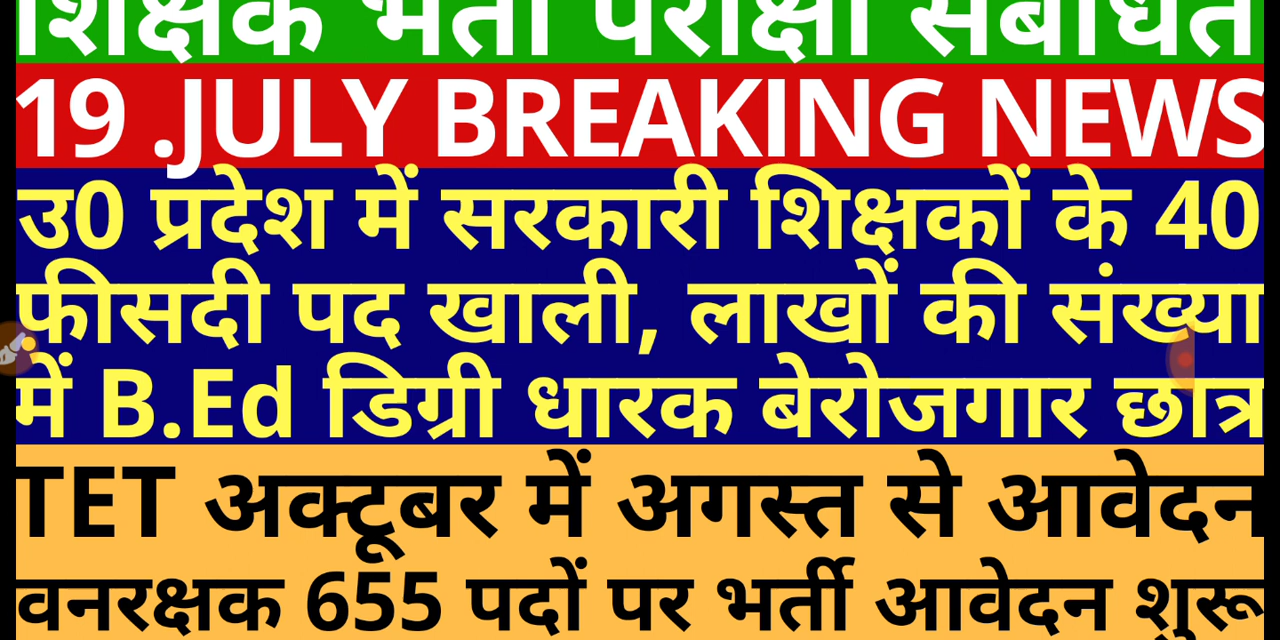 शिक्षक भर्ती परीक्षा संबंधित
19 .JULY BREAKING NEWS
उ0 प्रदेश में सरकारी शिक्षकों के 40
फीसदी पद खाली, लाखों की संख्या
में B.Ed डिग्री धारक बेरोजगार छात्र
TET अक्टूबर में अगस्त से आवेदन
वनरक्षक 655 पदों पर भर्ती आवेदन शुरू